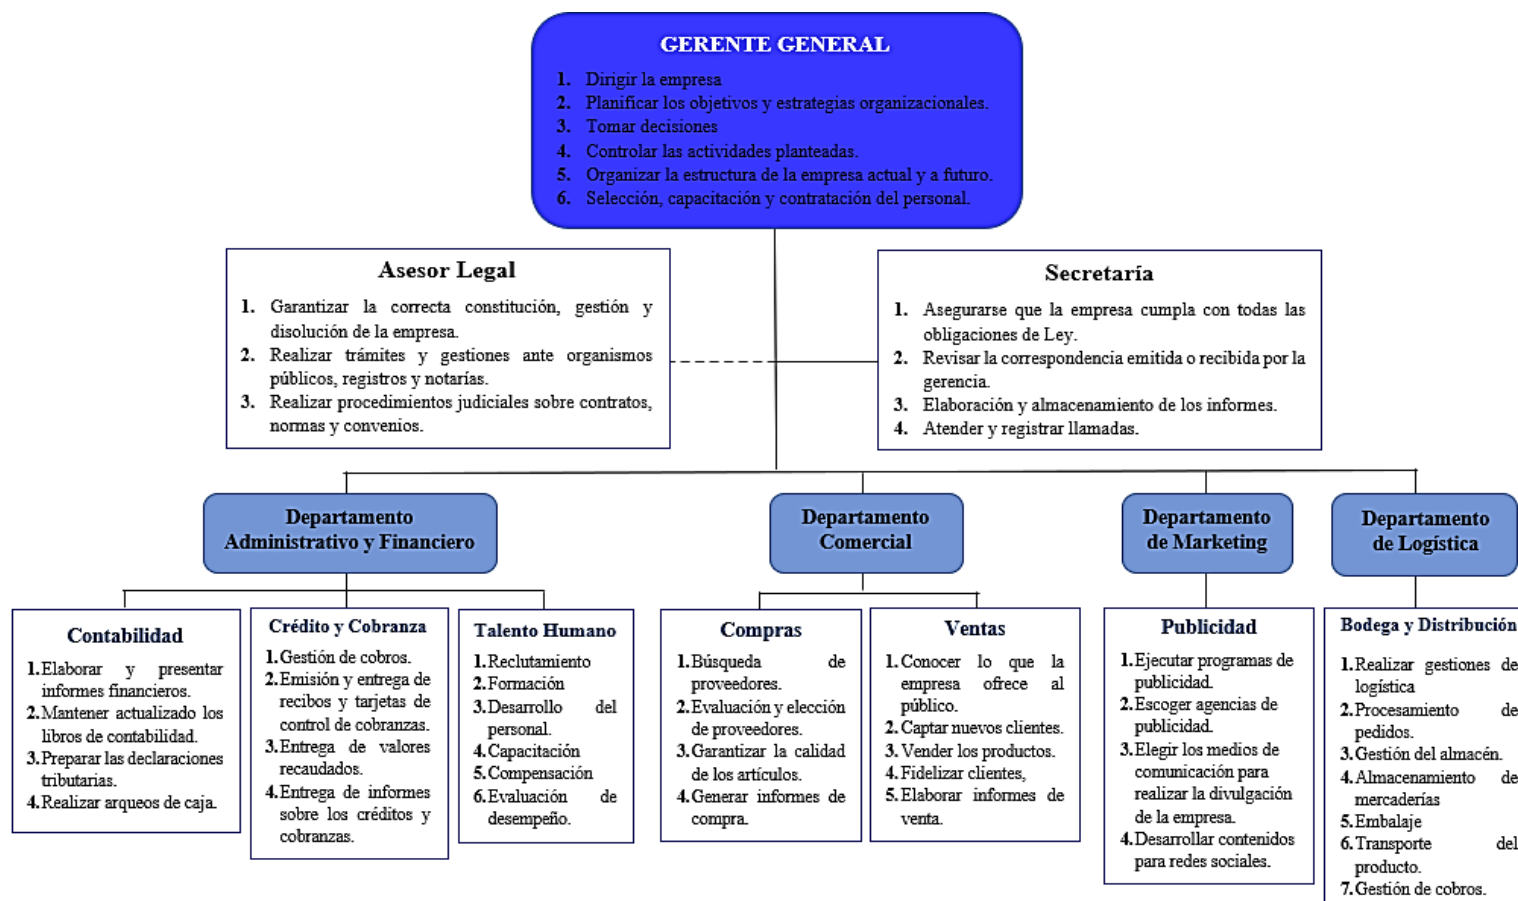 GERENTE GENERAL
1. Dirigir la empresa
2. Planificar los objetivos y estrategias organizacionales.
3. Tomar decisiones
4. Controlar las actividades planteadas.
5. Organizar la estructura de la empresa actual y a futuro.
6. Selección, capacitación y contratación del personal.
Asesor Legal
1. Garantizar la correcta constitución, gestión y
disolución de la empresa.
2. Realizar trámites y gestiones ante organismos
públicos, registros y notarías.
3. Realizar procedimientos judiciales sobre contratos,
normas y convenios.
Secretaría
1. Asegurarse que la empresa cumpla con todas las
obligaciones de Ley.
2. Revisar la correspondencia emitida o recibida por la
gerencia.
3. Elaboración y almacenamiento de los informes.
4. Atender y registrar llamadas.
Departamento
Administrativo y Financiero
Departamento
Comercial
Departamento
de Marketing
Departamento
de Logística
Contabilidad
1. Elaborar y presentar
informes financieros.
2. Mantener actualizado los
libros de contabilidad.
3. Preparar las declaraciones
tributarias.
4. Realizar arqueos de caja.
Crédito y Cobranza
1. Gestión de cobros.
2. Emisión y entrega de
recibos y tarjetas de
control de cobranzas.
3. Entrega de valores
recaudados.
4. Entrega de informes
sobre los créditos y
cobranzas.
Talento Humano
1. Reclutamiento
2. Formación
3. Desarrollo del
personal.
4. Capacitación
5. Compensación
6. Evaluación de
desempeño.
Compras
1. Búsqueda de
proveedores.
2. Evaluación y elección
de proveedores.
3. Garantizar la calidad
de los artículos.
4. Generar informes de
compra.
Ventas
1. Conocer lo que la
empresa ofrece al
público.
2. Captar nuevos clientes.
3. Vender los productos.
4. Fidelizar clientes,
5. Elaborar informes de
venta.
Publicidad
1. Ejecutar programas de
publicidad.
2. Escoger agencias de
publicidad.
3. Elegir los medios de
comunicación para
realizar la divulgación
de la empresa.
4. Desarrollar contenidos
para redes sociales.
Bodega y Distribución
1. Realizar gestiones de
logística
2. Procesamiento de
pedidos.
3. Gestión del almacén.
4. Almacenamiento de
mercaderías
5. Embalaje
6. Transporte del
producto.
7. Gestión de cobros.